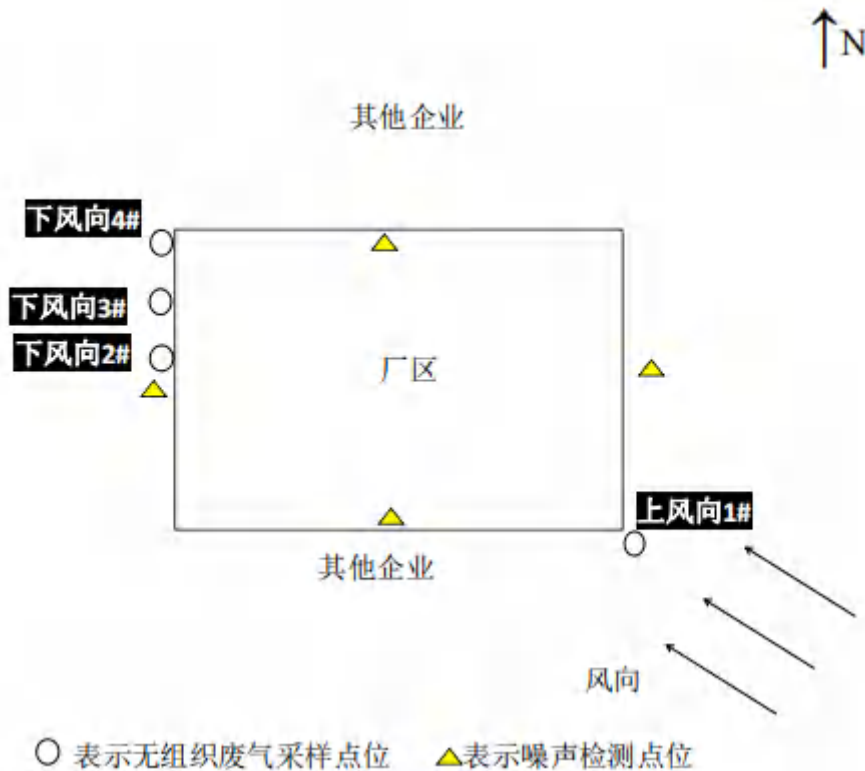 N
其他企业
下风向4#
下风向3#
下风向2#
厂区
上风向1#
其他企业
风向
表示无组织废气采样点位 表示噪声检测点位